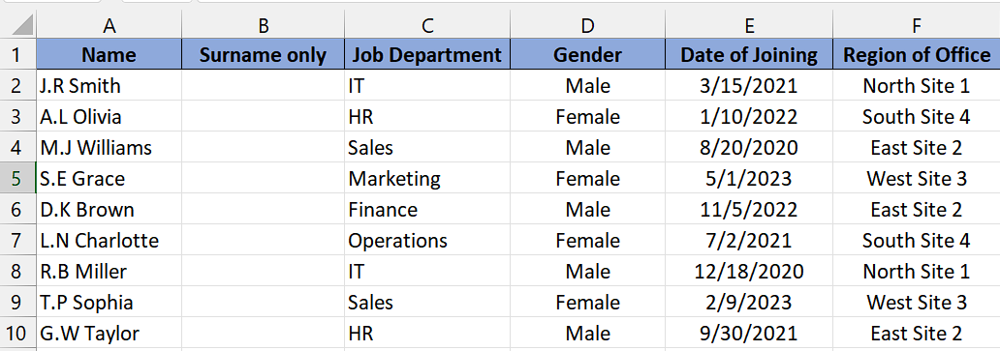 A B C D E F
1 Name Surname only Job Department Gender Date of Joining Region of Office
2 J.R Smith IT Male 3/15/2021 North Site 1
3 A.L Olivia HR Female 1/10/2022 South Site 4
4 M.J Williams Sales Male 8/20/2020 East Site 2
5 S.E Grace Marketing Female 5/1/2023 West Site 3
6 D.K Brown Finance Male 11/5/2022 East Site 2
7 L.N Charlotte Operations Female 7/2/2021 South Site 4
8 R.B Miller IT Male 12/18/2020 North Site 1
9 T.P Sophia Sales Female 2/9/2023 West Site 3
10 G.W Taylor HR Male 9/30/2021 East Site 2